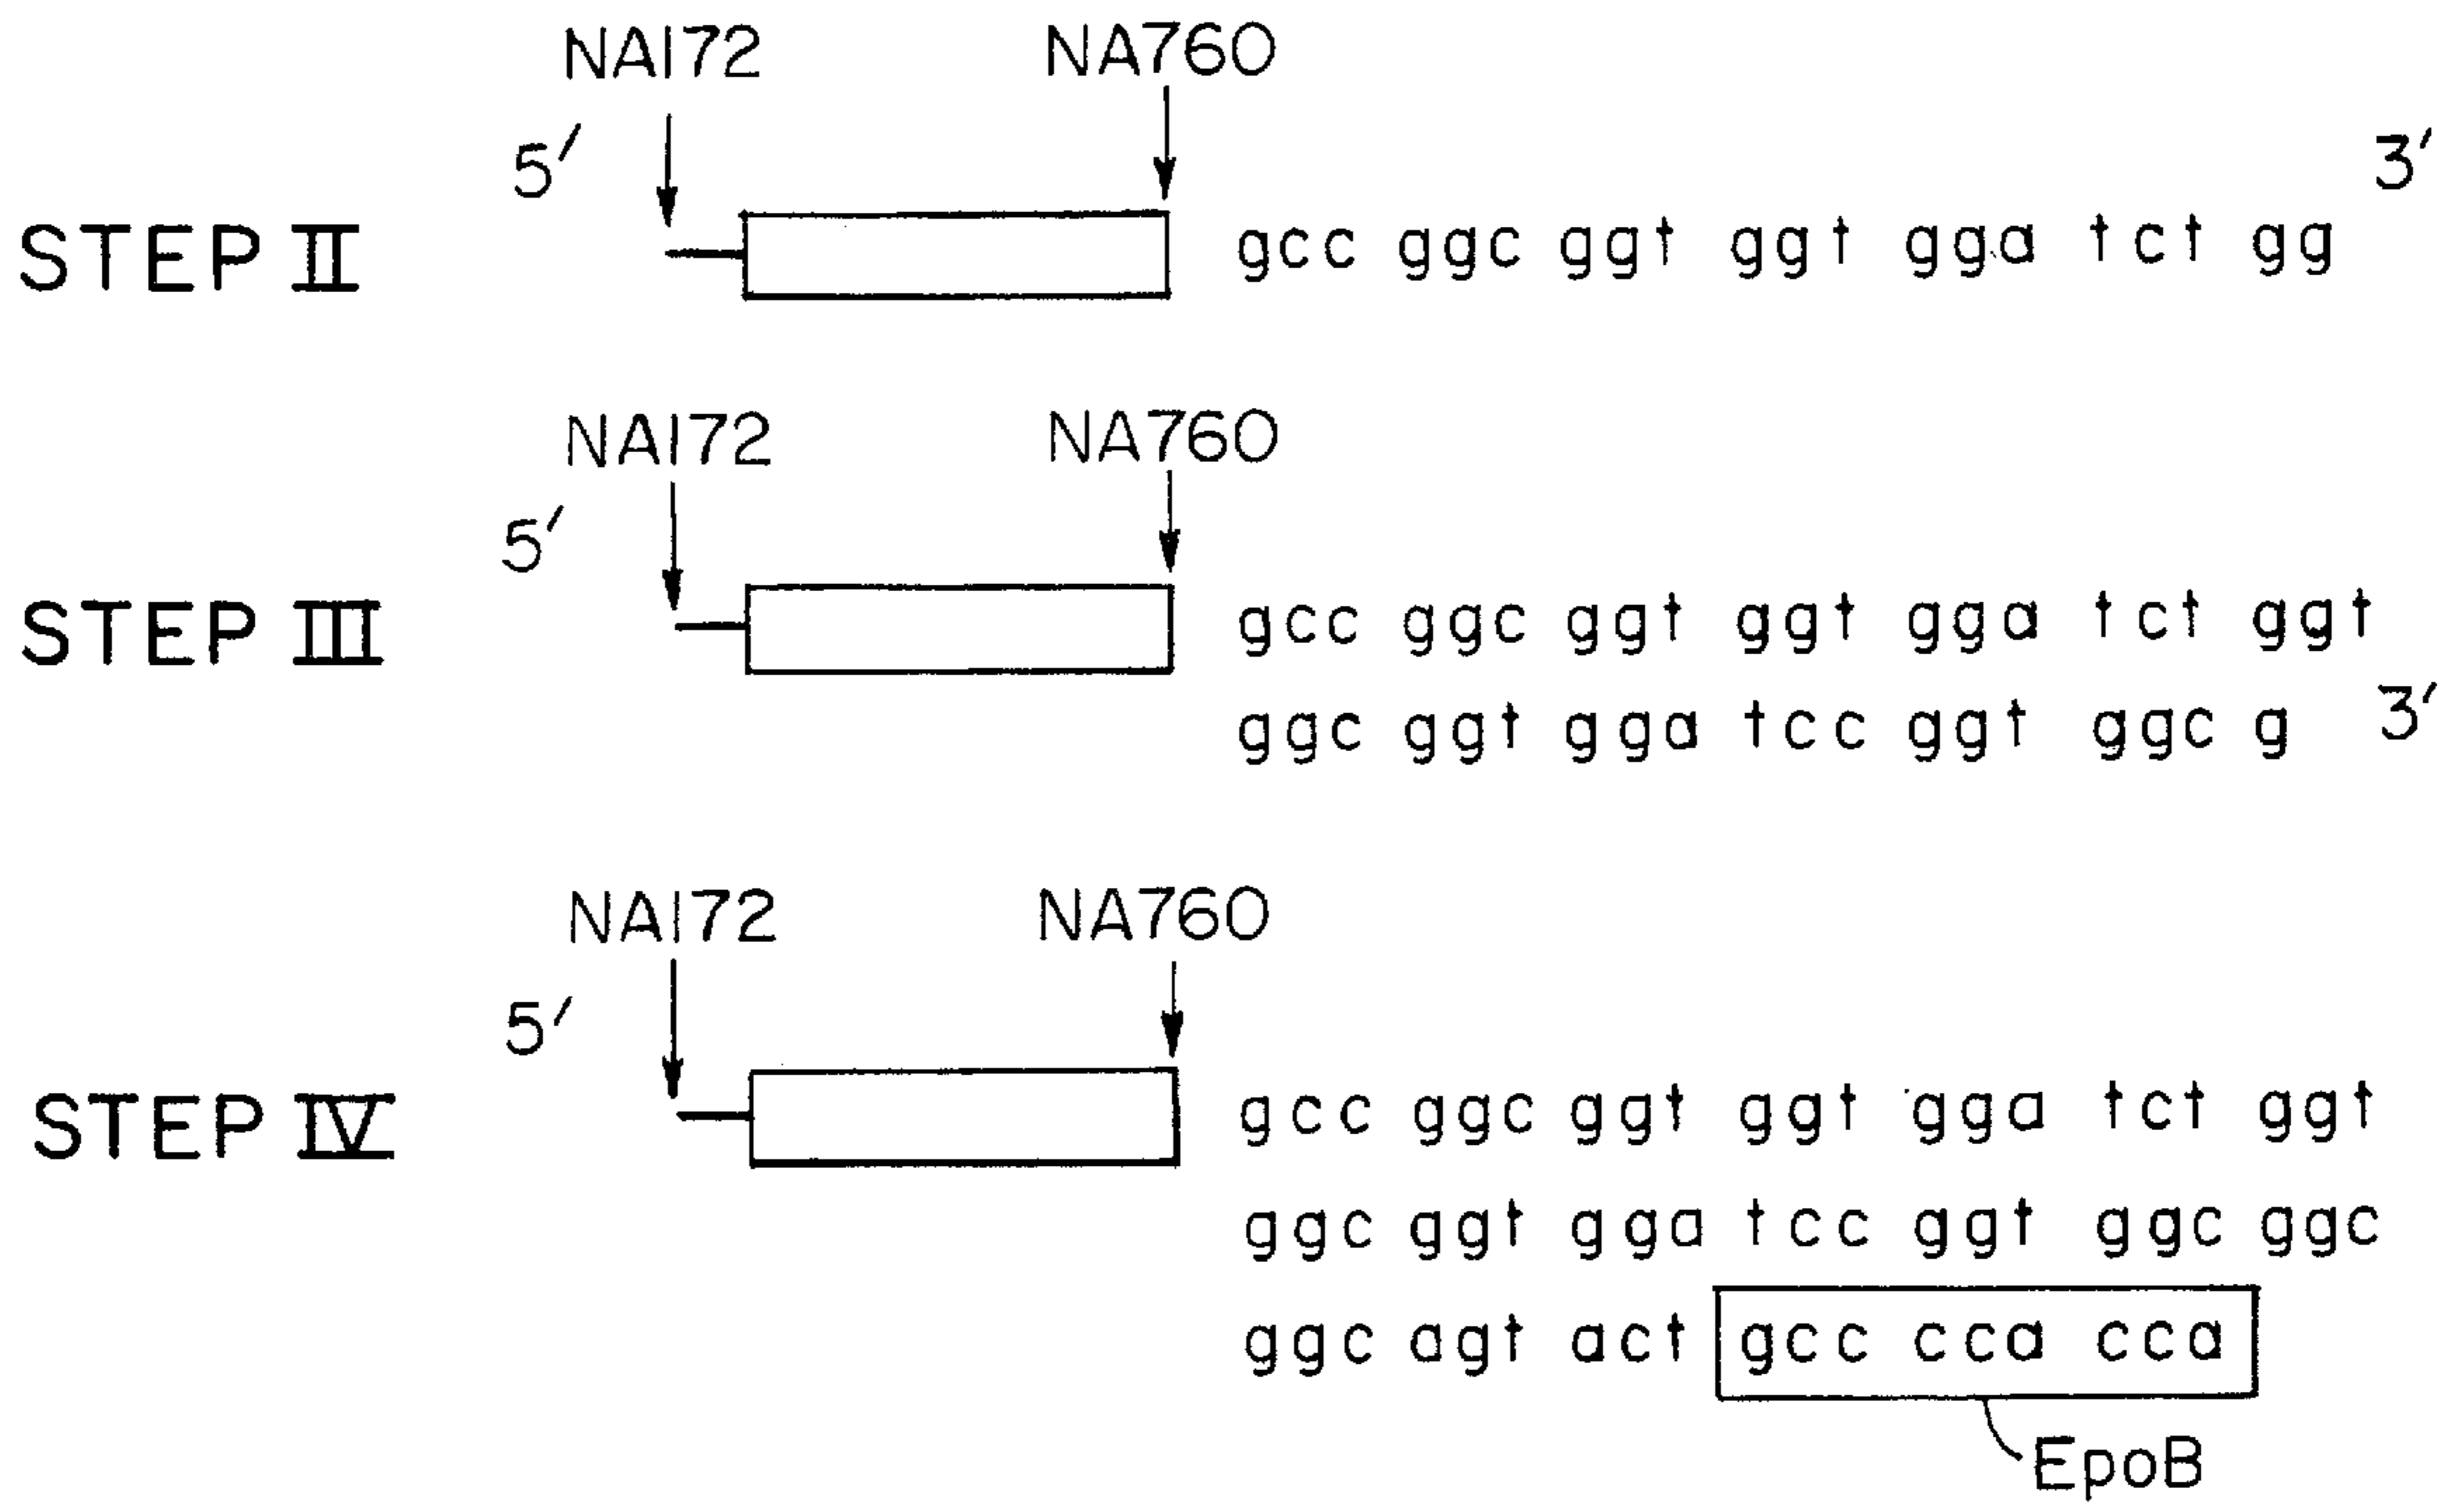 NA172 NA760
5' 3'
STEP II gcc ggc ggt ggt gga tct gg
NA172 NA760
5'
STEP III gcc ggc ggt ggt gga tct ggt
ggc ggt gga tcc ggt ggc g 3'
NA172 NA760
5'
STEP IV gcc ggc ggt ggt gga tct ggt
ggc ggt gga tcc ggt ggc ggc
ggc agt act gcc cca cca
EpoB